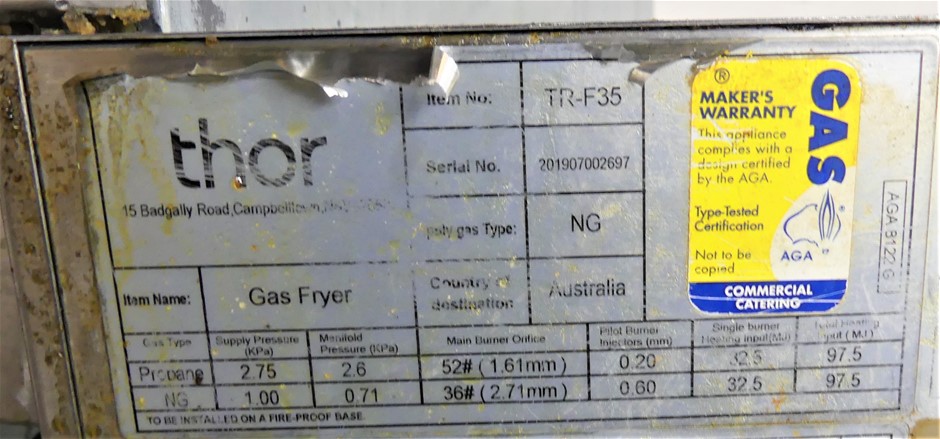 thor
15 Badgally Road,Campbelltown,
Item No: TR-F35
Serial No. 201907002697
gas Type: NG
Item Name: Gas Fryer
Country of destination Australia
® MAKER'S WARRANTY
This appliance
complies with a
design certified
by the AGA.
Type-Tested
Certification
Not to be
copied
GAS
AGA
COMMERCIAL
CATERING
AGA 8122 G
Gas Type Supply Pressure (KPa) Manifold Pressure (KPa) Main Burner Orifice Pilot Burner Injectors (mm) Single burner Heating input(MJ) Total Heating input ( MJ )
Propane 2.75 2.6 52# ( 1.61mm ) 0.20 32.5 97.5
NG 1.00 0.71 36# ( 2.71mm ) 0.60 32.5 97.5
TO BE INSTALLED ON A FIRE-PROOF BASE